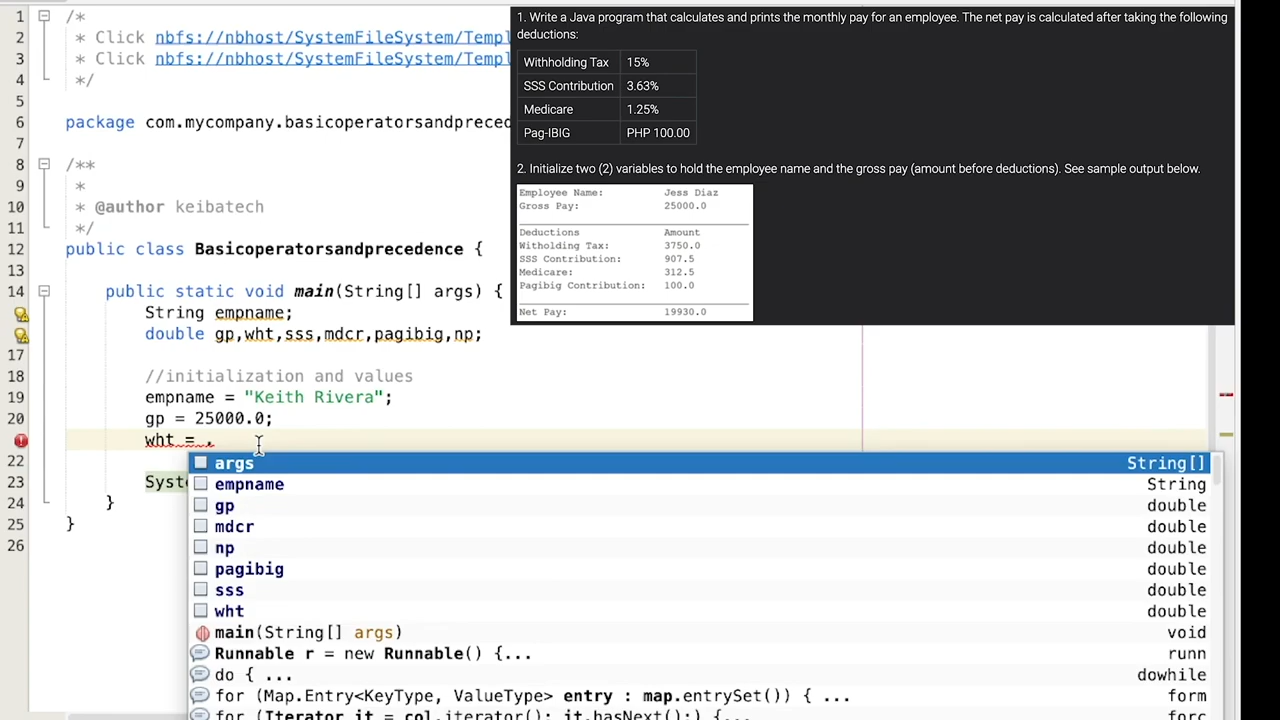 1 /*
2 * Click nbfs://nbhost/SystemFileSystem/Templ
3 * Click nbfs://nbhost/SystemFileSystem/Templ
4 */
5
6 package com.mycompany.basicoperatorsandpreced
7
8 /**
9 *
10 * @author keibatech
11 */
12 public class Basicoperatorsandprecedence {
13
14 public static void main(String[] args) {
String empname;
double gp,wht,sss,mdcr,pagibig,np;
17
18 //initialization and values
19 empname = "Keith Rivera";
20 gp = 25000.0;
wht = .
22
23 Syst
24 }
25 }
26
1. Write a Java program that calculates and prints the monthly pay for an employee. The net pay is calculated after taking the following
deductions:
Withholding Tax 15%
SSS Contribution 3.63%
Medicare 1.25%
Pag-IBIG PHP 100.00
2. Initialize two (2) variables to hold the employee name and the gross pay (amount before deductions). See sample output below.
Employee Name: Jess Diaz
Gross Pay: 25000.0
Deductions Amount
Witholding Tax: 3750.0
SSS Contribution: 907.5
Medicare: 312.5
Pagibig Contribution: 100.0
Net Pay: 19930.0
args String[]
empname String
gp double
mdcr double
np double
pagibig double
sss double
wht double
main(String[] args) void
Runnable r = new Runnable() {... runn
do { ... dowhile
for (Map.Entry<KeyType, ValueType> entry : map.entrySet()) { ... form
for (Iterator it = col.iterator(); it.hasNext();) {... forc